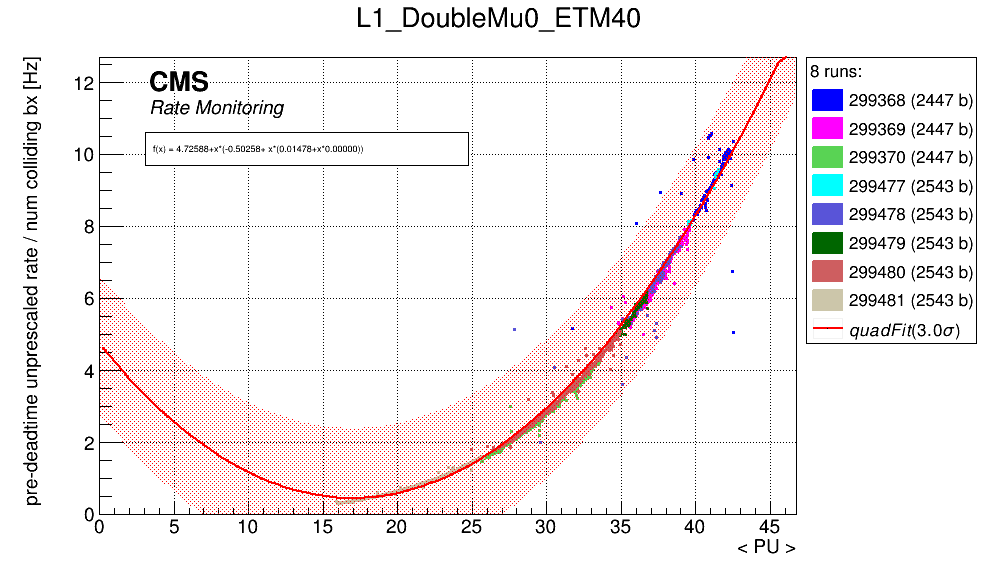 L1_DoubleMu0_ETM40
pre-deadtime unprescaled rate / num colliding bx [Hz]
CMS
Rate Monitoring
f(x) = 4.72588+x*(-0.50258+ x*(0.01478+x*0.00000))
12
10
8
6
4
2
0
0 5 10 15 20 25 30 35 40 45
< PU >
8 runs:
299368 (2447 b)
299369 (2447 b)
299370 (2447 b)
299477 (2543 b)
299478 (2543 b)
299479 (2543 b)
299480 (2543 b)
299481 (2543 b)
quadFit(3.0σ)